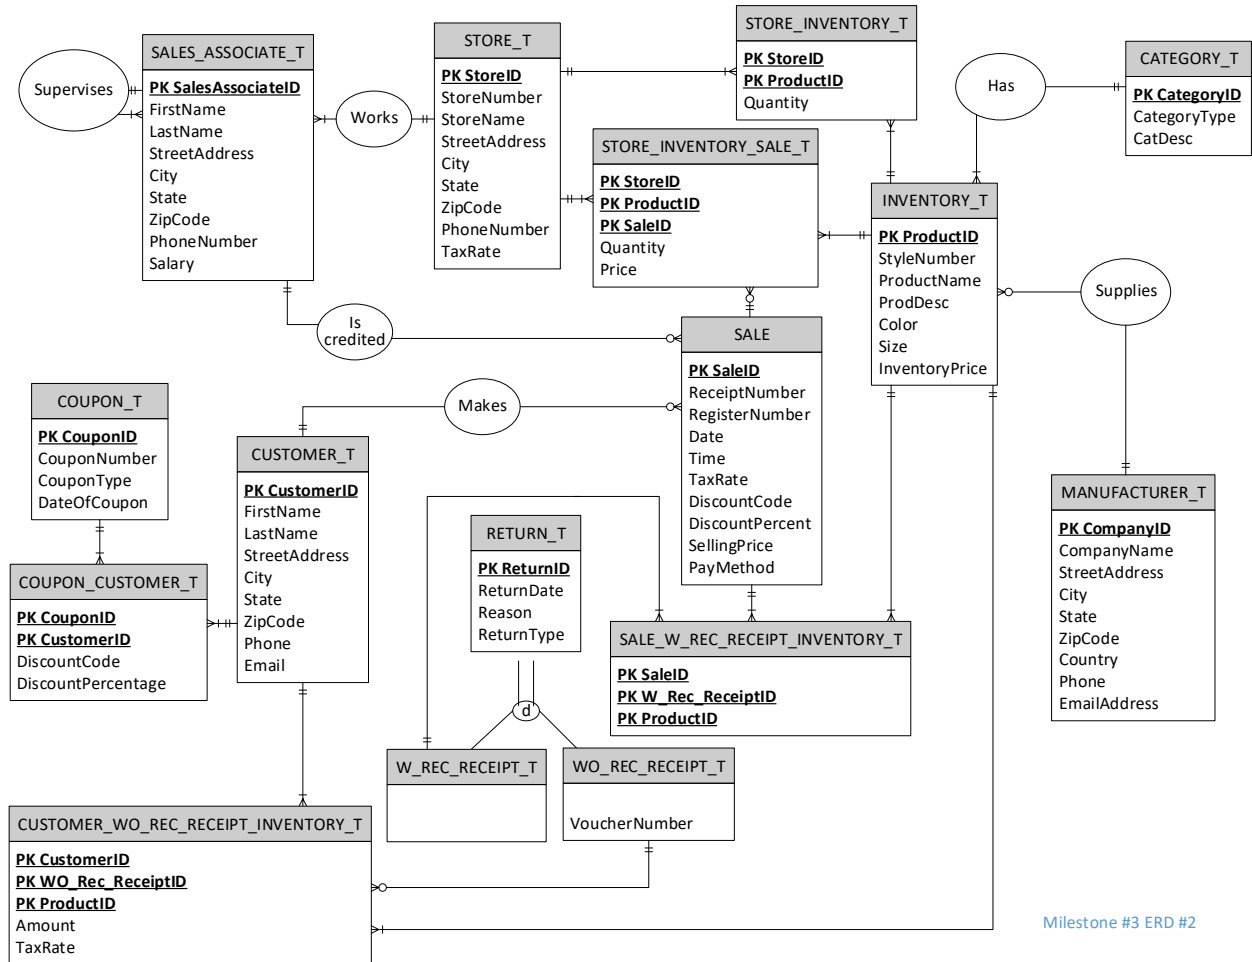 STORE_INVENTORY_T
PK StoreID
PK ProductID
Quantity
SALES_ASSOCIATE_T
PK SalesAssociateID
FirstName
LastName
StreetAddress
City
State
ZipCode
PhoneNumber
Salary
Supervises
Works
STORE_T
PK StoreID
StoreNumber
StoreName
StreetAddress
City
State
ZipCode
PhoneNumber
TaxRate
Has
CATEGORY_T
PK CategoryID
CategoryType
CatDesc
STORE_INVENTORY_SALE_T
PK StoreID
PK ProductID
PK SaleID
Quantity
Price
INVENTORY_T
PK ProductID
StyleNumber
ProductName
ProdDesc
Color
Size
InventoryPrice
Supplies
Is
credited
SALE
PK SaleID
ReceiptNumber
RegisterNumber
Date
Time
TaxRate
DiscountCode
DiscountPercent
SellingPrice
PayMethod
Makes
COUPON_T
PK CouponID
CouponNumber
CouponType
DateOfCoupon
CUSTOMER_T
PK CustomerID
FirstName
LastName
StreetAddress
City
State
ZipCode
Phone
Email
MANUFACTURER_T
PK CompanyID
CompanyName
StreetAddress
City
State
ZipCode
Country
Phone
EmailAddress
RETURN_T
PK ReturnID
ReturnDate
Reason
ReturnType
COUPON_CUSTOMER_T
PK CouponID
PK CustomerID
DiscountCode
DiscountPercentage
SALE_W_REC_RECEIPT_INVENTORY_T
PK SaleID
PK W_Rec_ReceiptID
PK ProductID
d
W_REC_RECEIPT_T
WO_REC_RECEIPT_T
VoucherNumber
CUSTOMER_WO_REC_RECEIPT_INVENTORY_T
PK CustomerID
PK WO_Rec_ReceiptID
PK ProductID
Amount
TaxRate
Milestone #3 ERD #2